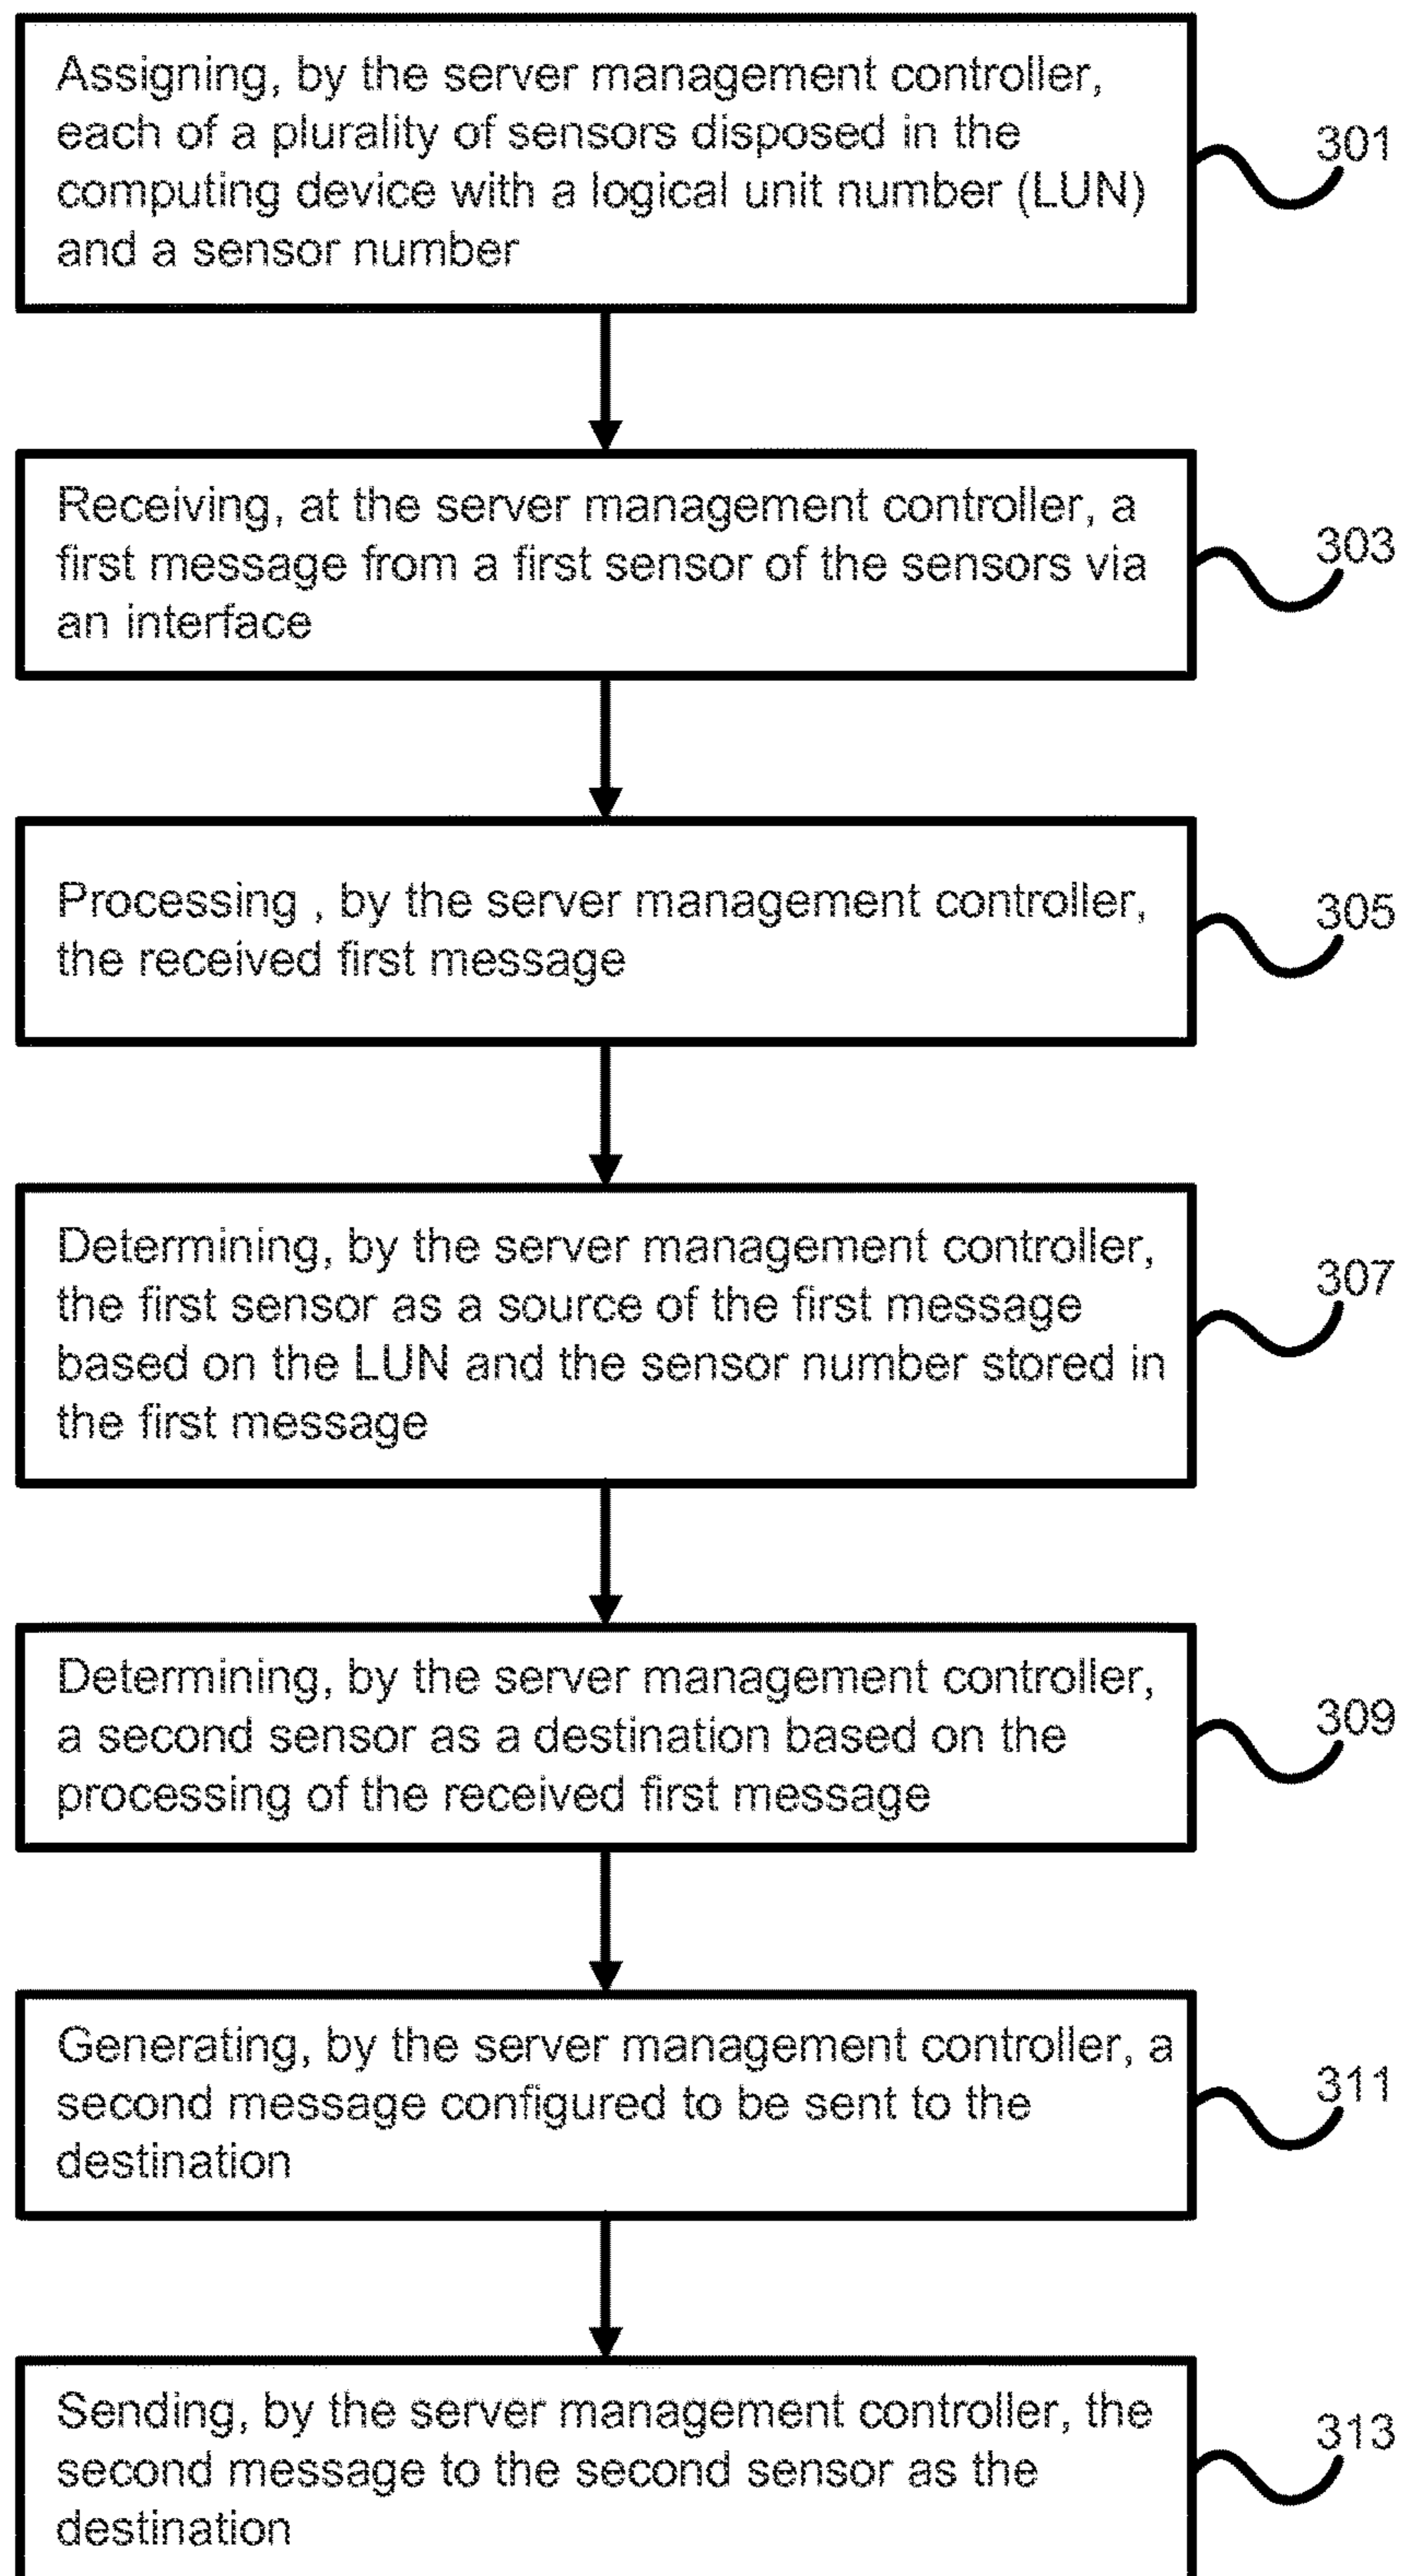 Assigning, by the server management controller,
each of a plurality of sensors disposed in the
computing device with a logical unit number (LUN)
and a sensor number
301
Receiving, at the server management controller, a
first message from a first sensor of the sensors via
an interface
303
Processing , by the server management controller,
the received first message
305
Determining, by the server management controller,
the first sensor as a source of the first message
based on the LUN and the sensor number stored in
the first message
307
Determining, by the server management controller,
a second sensor as a destination based on the
processing of the received first message
309
Generating, by the server management controller, a
second message configured to be sent to the
destination
311
Sending, by the server management controller, the
second message to the second sensor as the
destination
313